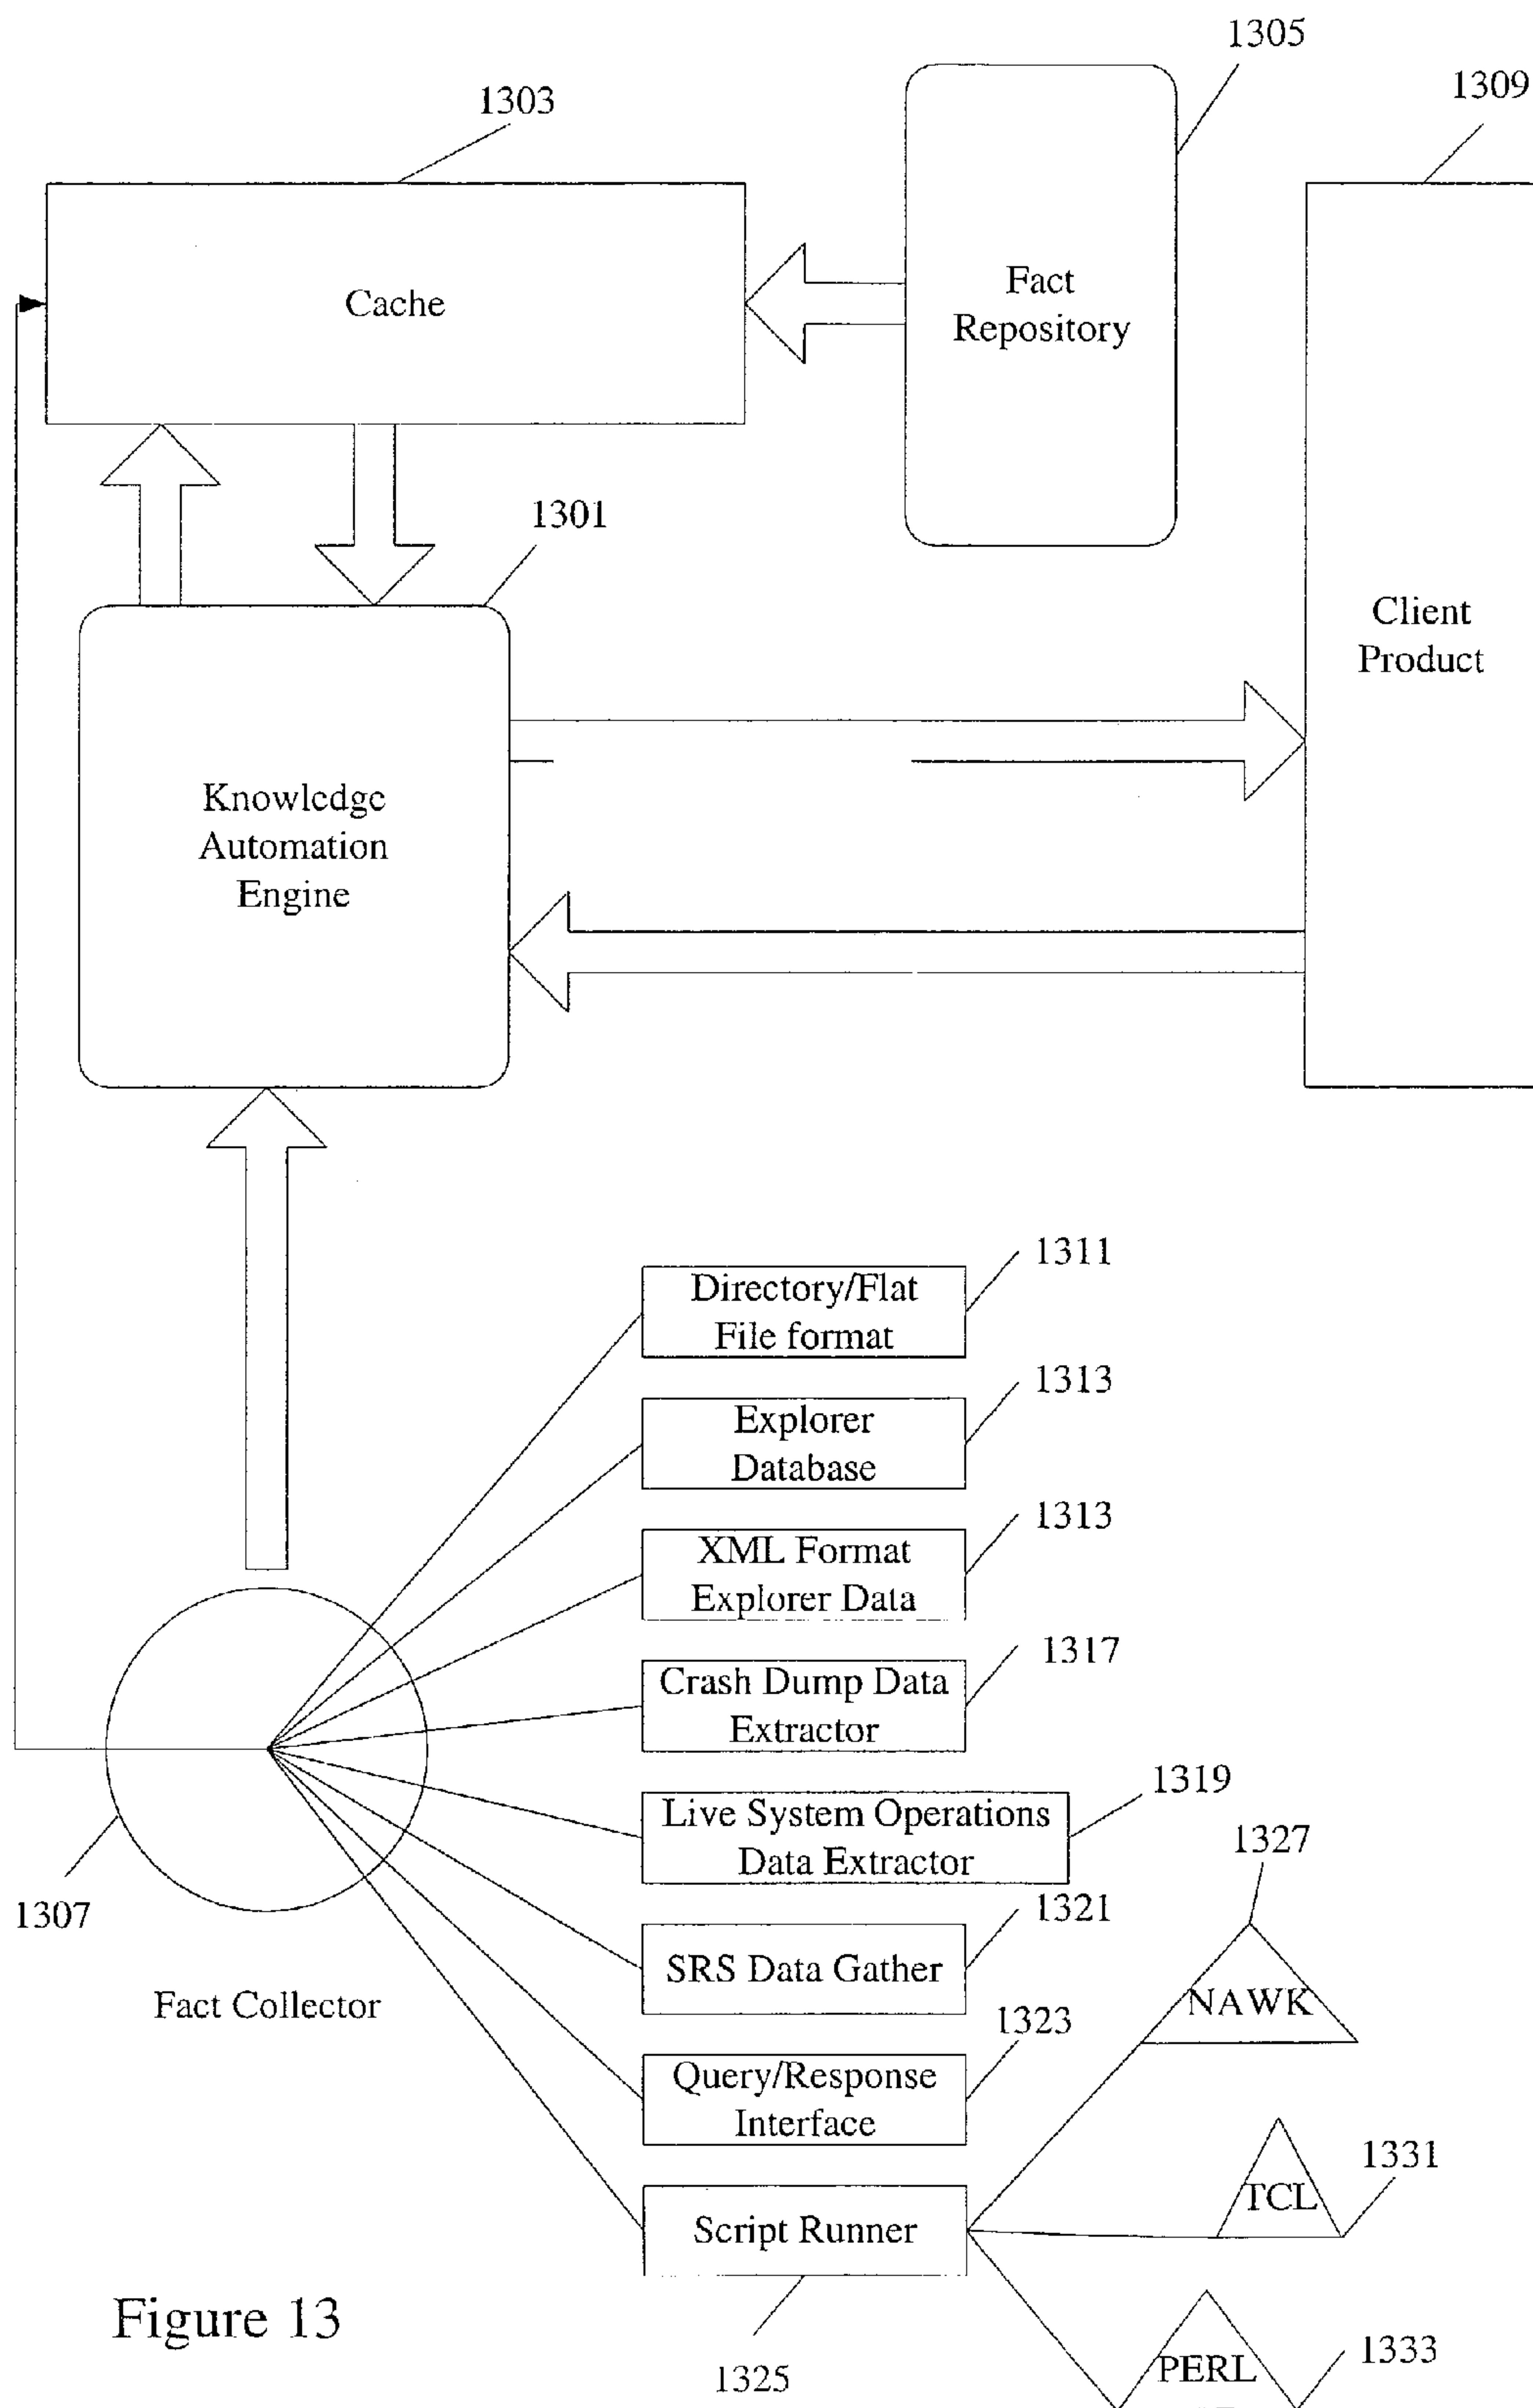 1305
1309
1303
Cache
Fact
Repository
1301
Client
Product
Knowledge
Automation
Engine
1311
Directory/Flat
File format
1313
Explorer
Database
1313
XML Format
Explorer Data
1317
Crash Dump Data
Extractor
1319
Live System Operations
Data Extractor
1327
1307
1321
SRS Data Gather
NAWK
Fact Collector
1323
Query/Response
Interface
1331
TCL
Script Runner
Figure 13
1333
PERL
1325